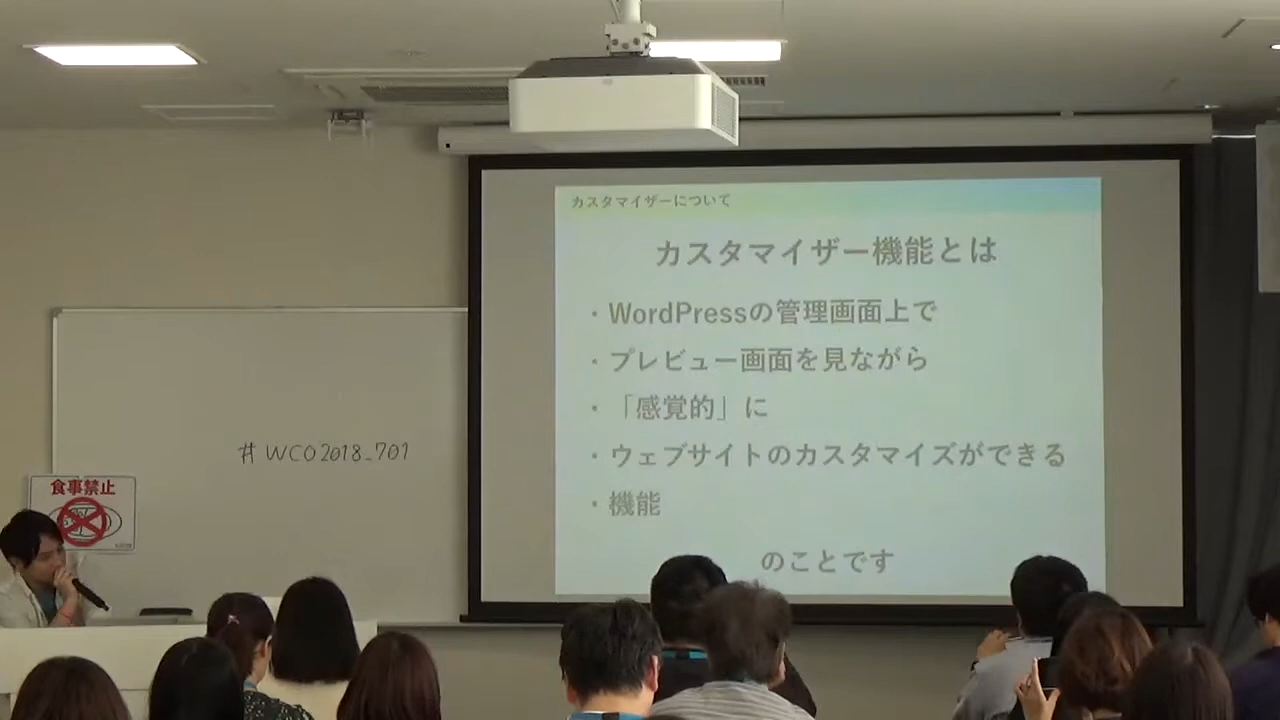 カスタマイザーについて
カスタマイザー機能とは
・WordPressの管理画面上で
・プレビュー画面を見ながら
・「感覚的」に
・ウェブサイトのカスタマイズができる
・機能
のことです
#WCO2018_701
食事禁止